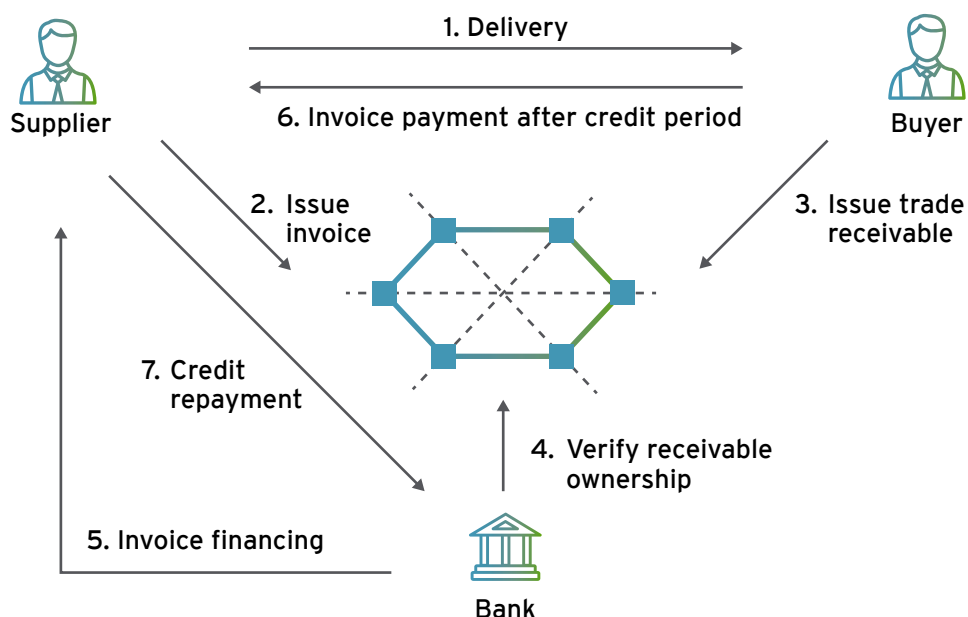 1. Delivery
Supplier
6. Invoice payment after credit period
Buyer
2. Issue
invoice
3. Issue trade
receivable
7. Credit
repayment
4. Verify receivable
ownership
5. Invoice financing
Bank